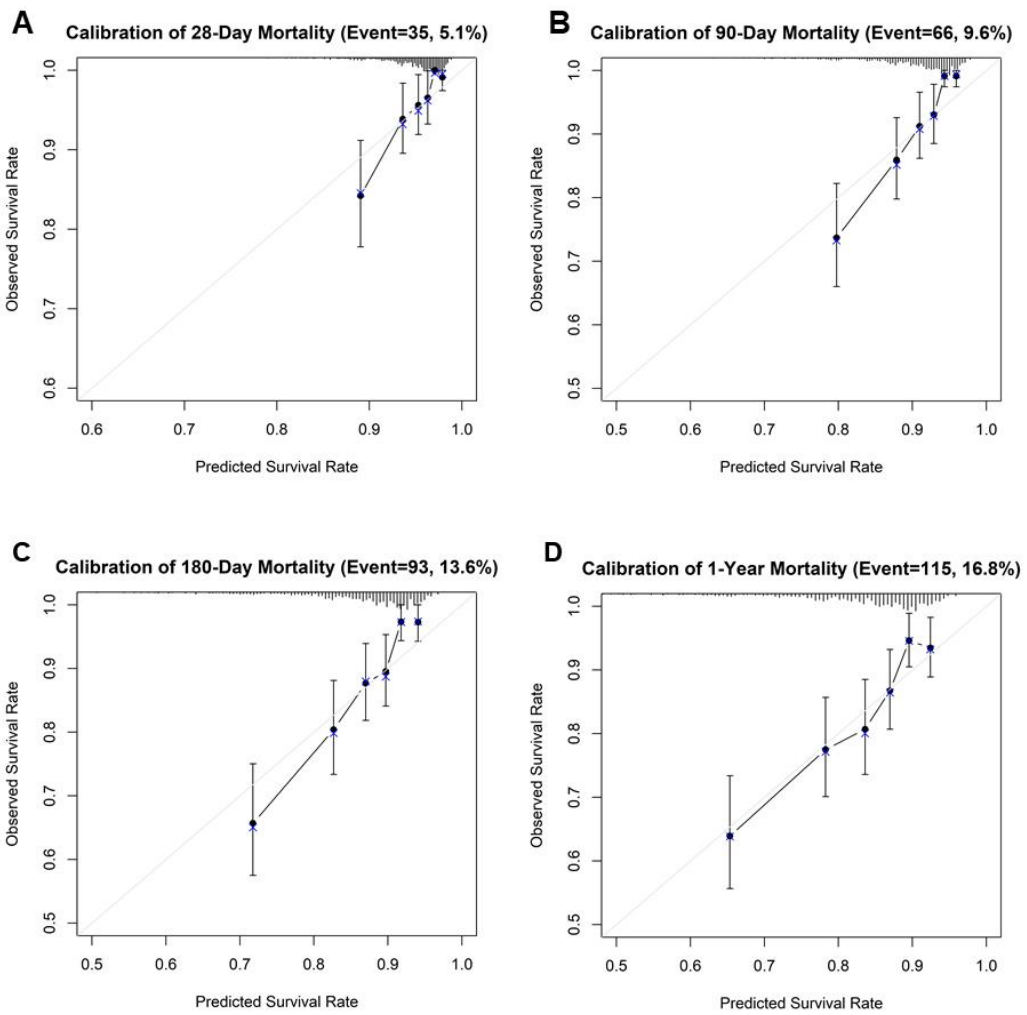 A
Calibration of 28-Day Mortality (Event=35, 5.1%)
Observed Survival Rate
1.0
0.9
0.8
0.7
0.6
0.6 0.7 0.8 0.9 1.0
Predicted Survival Rate
B
Calibration of 90-Day Mortality (Event=66, 9.6%)
Observed Survival Rate
1.0
0.9
0.8
0.7
0.6
0.5
0.5 0.6 0.7 0.8 0.9 1.0
Predicted Survival Rate
C
Calibration of 180-Day Mortality (Event=93, 13.6%)
Observed Survival Rate
1.0
0.9
0.8
0.7
0.6
0.5
0.5 0.6 0.7 0.8 0.9 1.0
Predicted Survival Rate
D
Calibration of 1-Year Mortality (Event=115, 16.8%)
Observed Survival Rate
1.0
0.9
0.8
0.7
0.6
0.5
0.5 0.6 0.7 0.8 0.9 1.0
Predicted Survival Rate